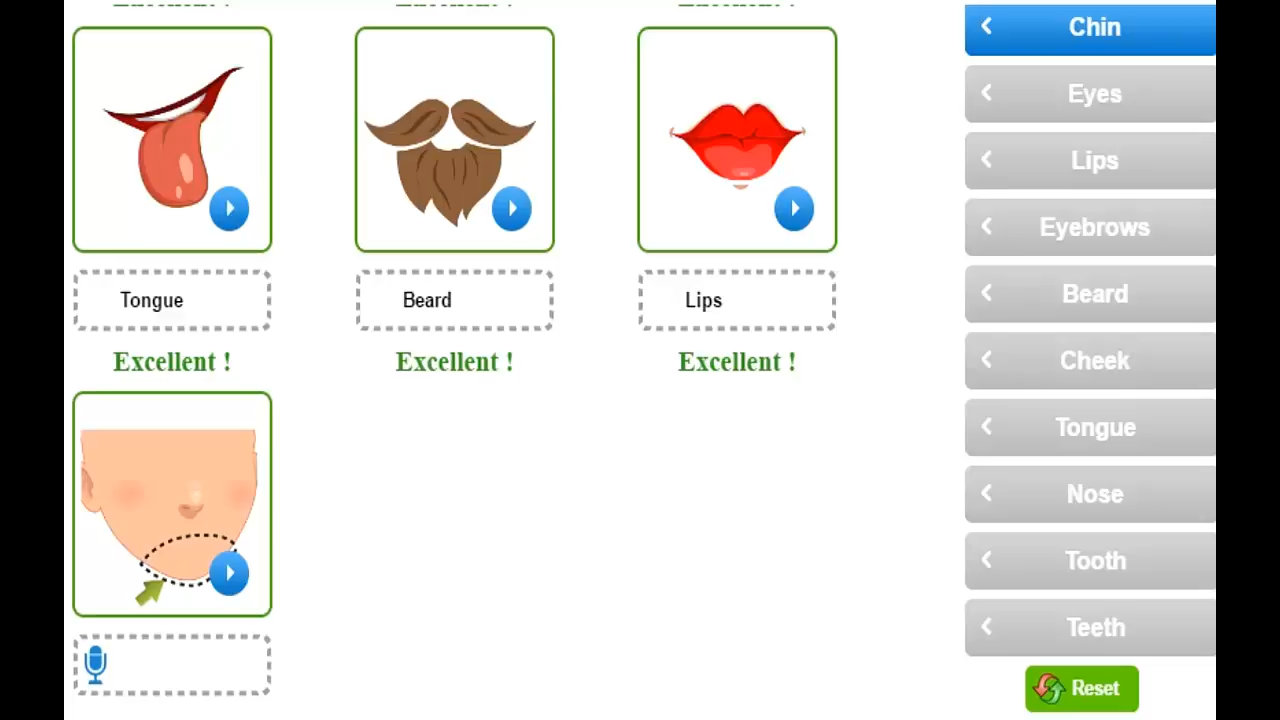 Tongue
Beard
Lips
Excellent !
Excellent !
Excellent !
Chin
Eyes
Lips
Eyebrows
Beard
Cheek
Tongue
Nose
Tooth
Teeth
Reset